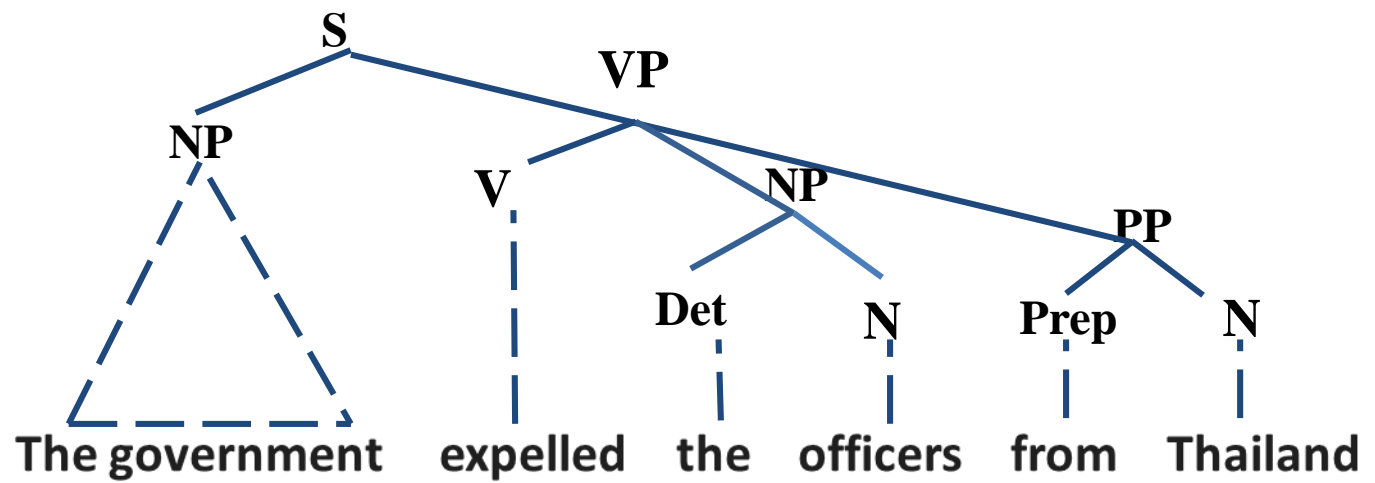 S
VP
NP
V
NP
PP
Det
N
Prep
N
The government expelled the officers from Thailand